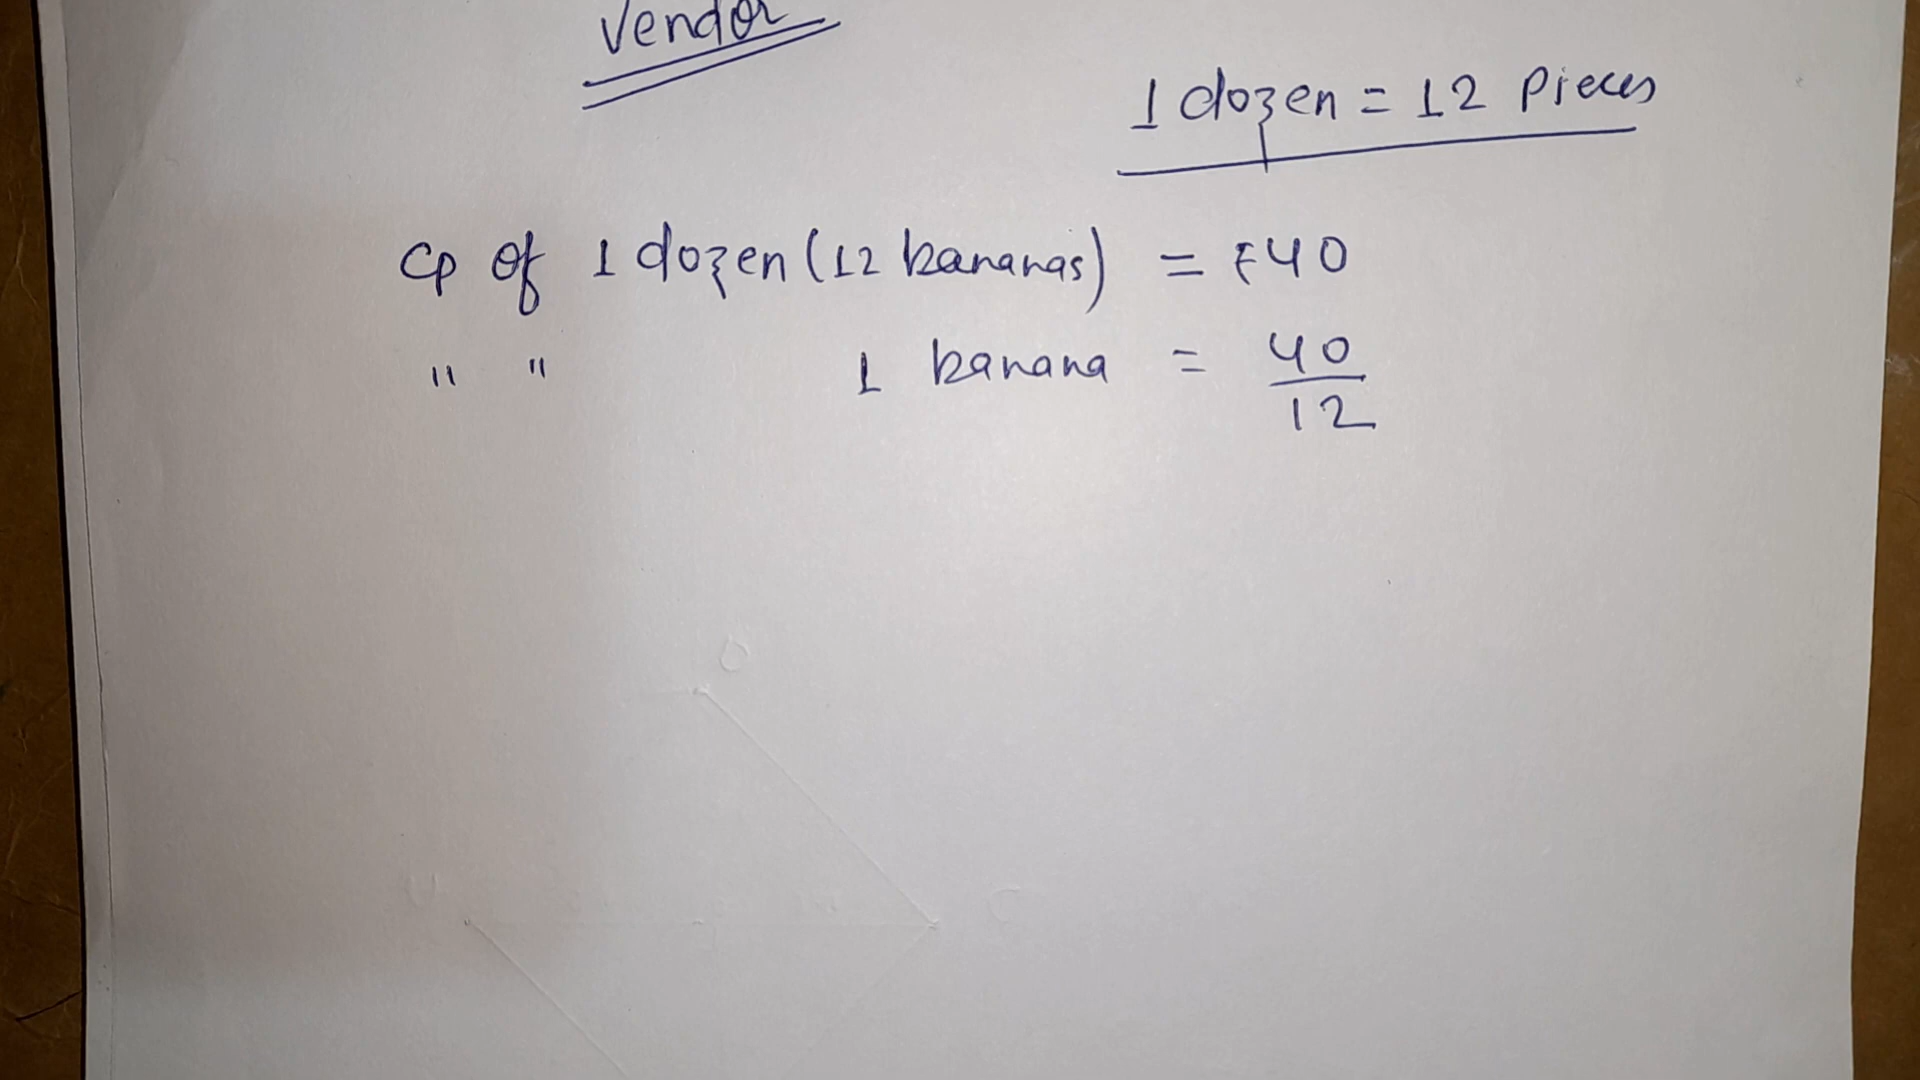 Vendor
1 dozen = 12 Pieces
CP of 1 dozen (12 bananas) = ₹40
" " 1 banana = 40/12